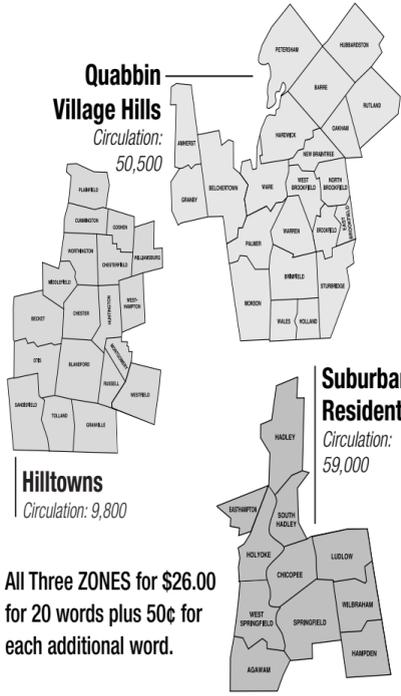 Quabbin
Village Hills
Circulation:
50,500
PETERSHAM
HUBBARDSTON
BARRE
RUTLAND
HARDWICK
OAKHAM
NEW BRAINTREE
AMHERST
GRANBY
BELCHERTOWN
WARE
WEST
BROOKFIELD
NORTH
BROOKFIELD
EAST
BROOKFIELD
BROOKFIELD
WARREN
PALMER
BRIMFIELD
STURBRIDGE
MONSON
WALES
HOLLAND
PLAINFIELD
CUMMINGTON
GOSHEN
WORTHINGTON
CHESTERFIELD
WILLIAMSBURG
MIDDLEFIELD
WEST-
HAMPTON
BECKET
CHESTER
HUNTINGTON
MONTGOMERY
OTIS
BLANDFORD
RUSSELL
WESTFIELD
SANDISFIELD
TOLLAND
GRANVILLE
Hilltowns
Circulation: 9,800
Suburba
Resident
Circulation:
59,000
HADLEY
EASTHAMPTON
SOUTH
HADLEY
HOLYOKE
CHICOPEE
LUDLOW
WEST
SPRINGFIELD
SPRINGFIELD
WILBRAHAM
HAMPDEN
AGAWAM
All Three ZONES for $26.00
for 20 words plus 50¢ for
each additional word.